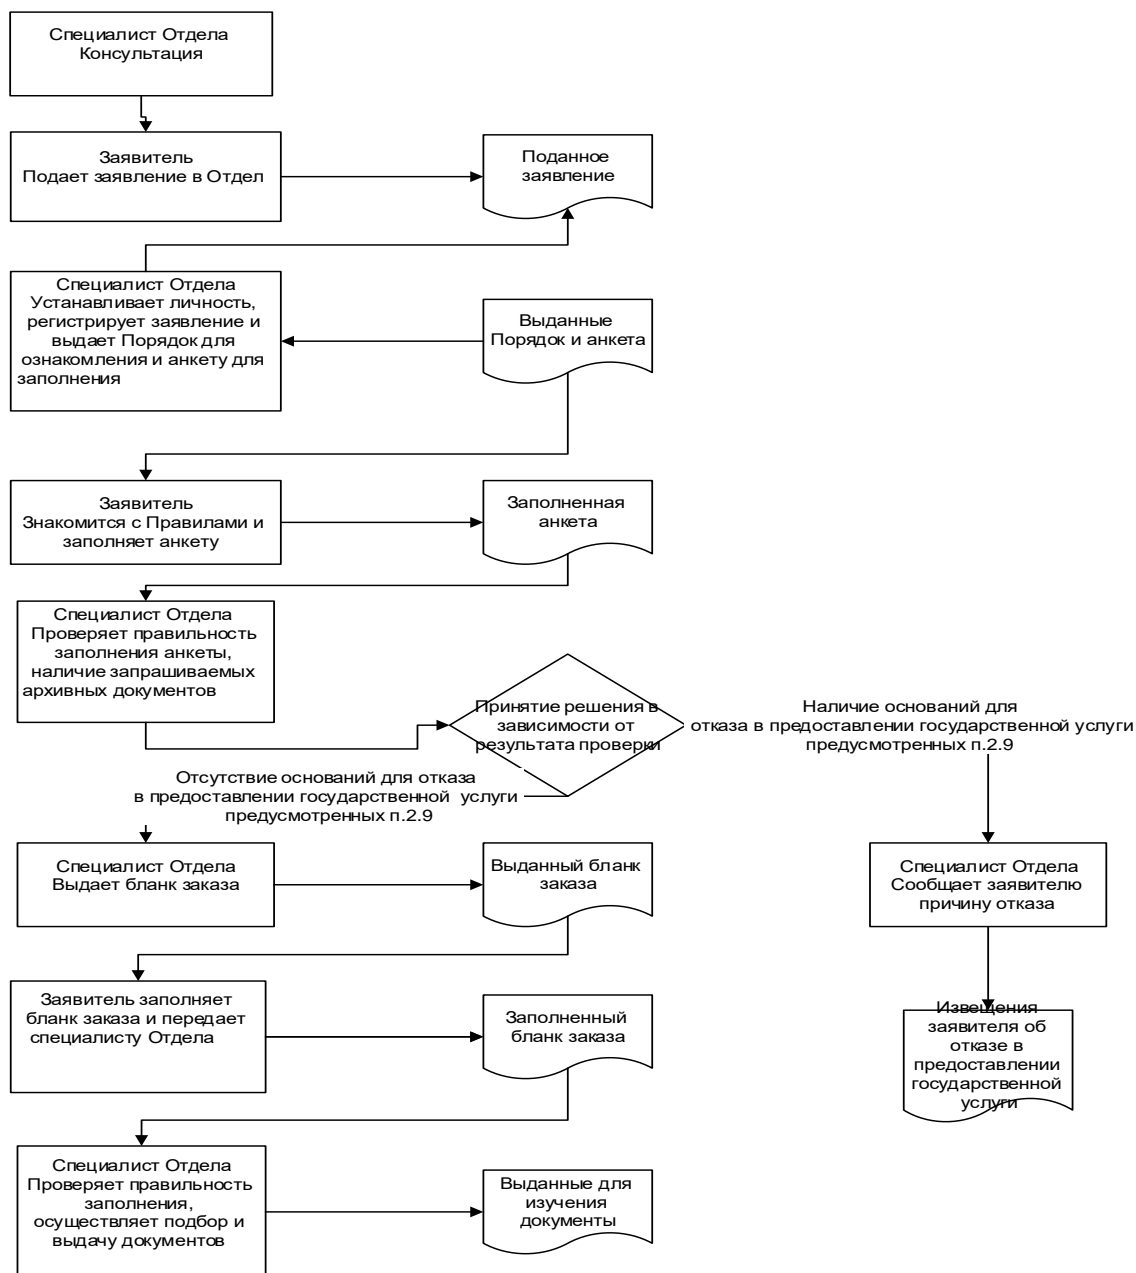 Специалист Отдела
Консультация
Заявитель
Подает заявление в Отдел
Поданное
заявление
Специалист Отдела
Устанавливает личность,
регистрирует заявление и
выдает Порядок для
ознакомления и анкету для
заполнения
Выданные
Порядок и анкета
Заявитель
Знакомится с Правилами и
заполняет анкету
Заполненная
анкета
Специалист Отдела
Проверяет правильность
заполнения анкеты,
наличие запрашиваемых
архивных документов
Принятие решения в
зависимости от
результата проверки
Наличие оснований для
отказа в предоставлении государственной услуги
предусмотренных п.2.9
Отсутствие оснований для отказа
в предоставлении государственной услуги
предусмотренных п.2.9
Специалист Отдела
Выдает бланк заказа
Выданный бланк
заказа
Специалист Отдела
Сообщает заявителю
причину отказа
Заявитель заполняет
бланк заказа и передает
специалисту Отдела
Заполненный
бланк заказа
Извещения
заявителя об
отказе в
предоставлении
государственной
услуги
Специалист Отдела
Проверяет правильность
заполнения,
осуществляет подбор и
выдачу документов
Выданные для
изучения
документы